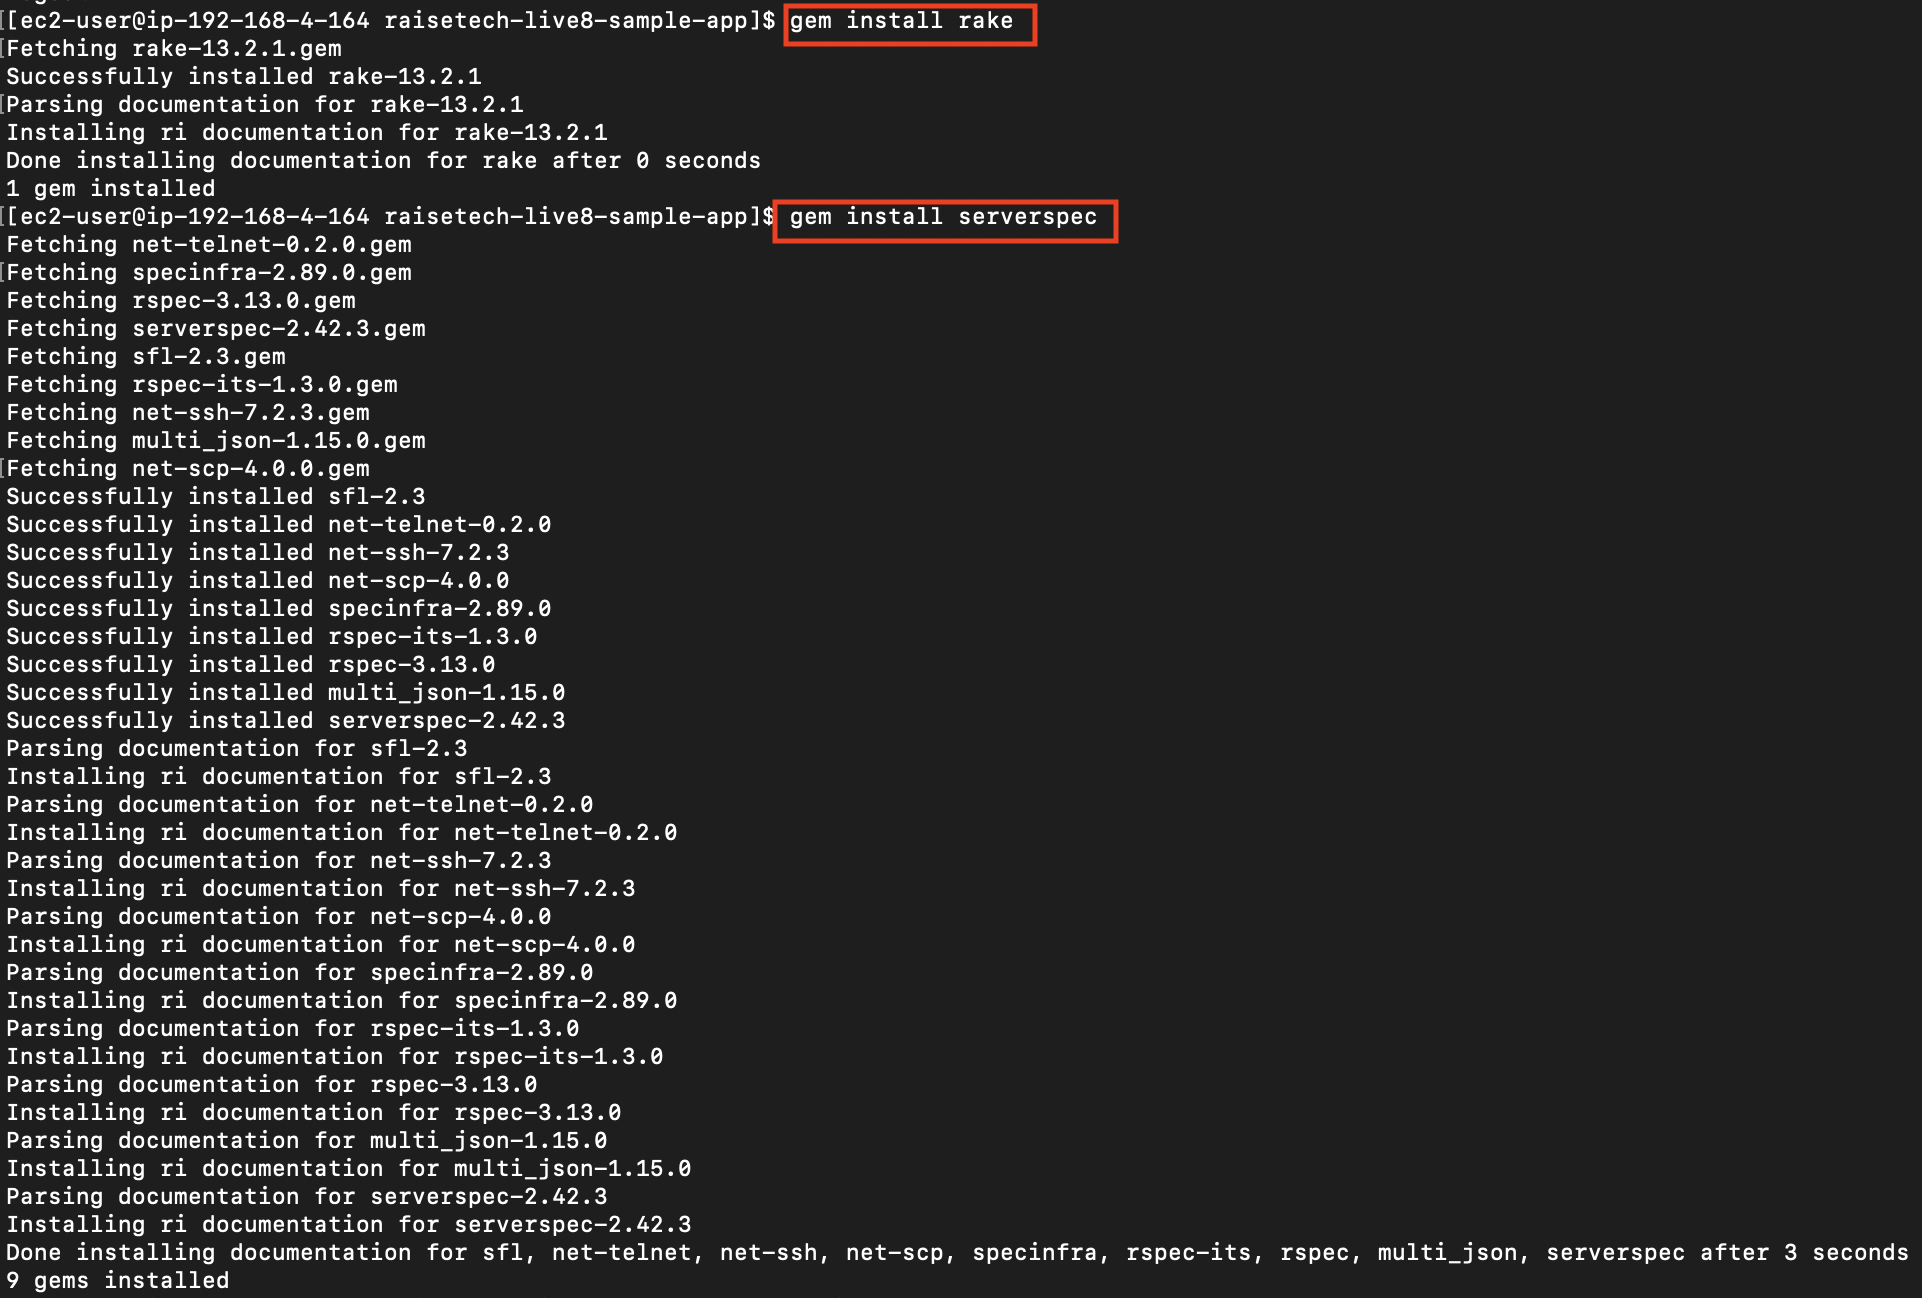 [[ec2-user@ip-192-168-4-164 raisetech-live8-sample-app]$ gem install rake
[Fetching rake-13.2.1.gem
Successfully installed rake-13.2.1
[Parsing documentation for rake-13.2.1
Installing ri documentation for rake-13.2.1
Done installing documentation for rake after 0 seconds
1 gem installed
[[ec2-user@ip-192-168-4-164 raisetech-live8-sample-app]$ gem install serverspec
Fetching net-telnet-0.2.0.gem
[Fetching specinfra-2.89.0.gem
Fetching rspec-3.13.0.gem
Fetching serverspec-2.42.3.gem
Fetching sfl-2.3.gem
Fetching rspec-its-1.3.0.gem
Fetching net-ssh-7.2.3.gem
Fetching multi_json-1.15.0.gem
[Fetching net-scp-4.0.0.gem
Successfully installed sfl-2.3
Successfully installed net-telnet-0.2.0
Successfully installed net-ssh-7.2.3
Successfully installed net-scp-4.0.0
Successfully installed specinfra-2.89.0
Successfully installed rspec-its-1.3.0
Successfully installed rspec-3.13.0
Successfully installed multi_json-1.15.0
Successfully installed serverspec-2.42.3
Parsing documentation for sfl-2.3
Installing ri documentation for sfl-2.3
Parsing documentation for net-telnet-0.2.0
Installing ri documentation for net-telnet-0.2.0
Parsing documentation for net-ssh-7.2.3
Installing ri documentation for net-ssh-7.2.3
Parsing documentation for net-scp-4.0.0
Installing ri documentation for net-scp-4.0.0
Parsing documentation for specinfra-2.89.0
Installing ri documentation for specinfra-2.89.0
Parsing documentation for rspec-its-1.3.0
Installing ri documentation for rspec-its-1.3.0
Parsing documentation for rspec-3.13.0
Installing ri documentation for rspec-3.13.0
Parsing documentation for multi_json-1.15.0
Installing ri documentation for multi_json-1.15.0
Parsing documentation for serverspec-2.42.3
Installing ri documentation for serverspec-2.42.3
Done installing documentation for sfl, net-telnet, net-ssh, net-scp, specinfra, rspec-its, rspec, multi_json, serverspec after 3 seconds
9 gems installed